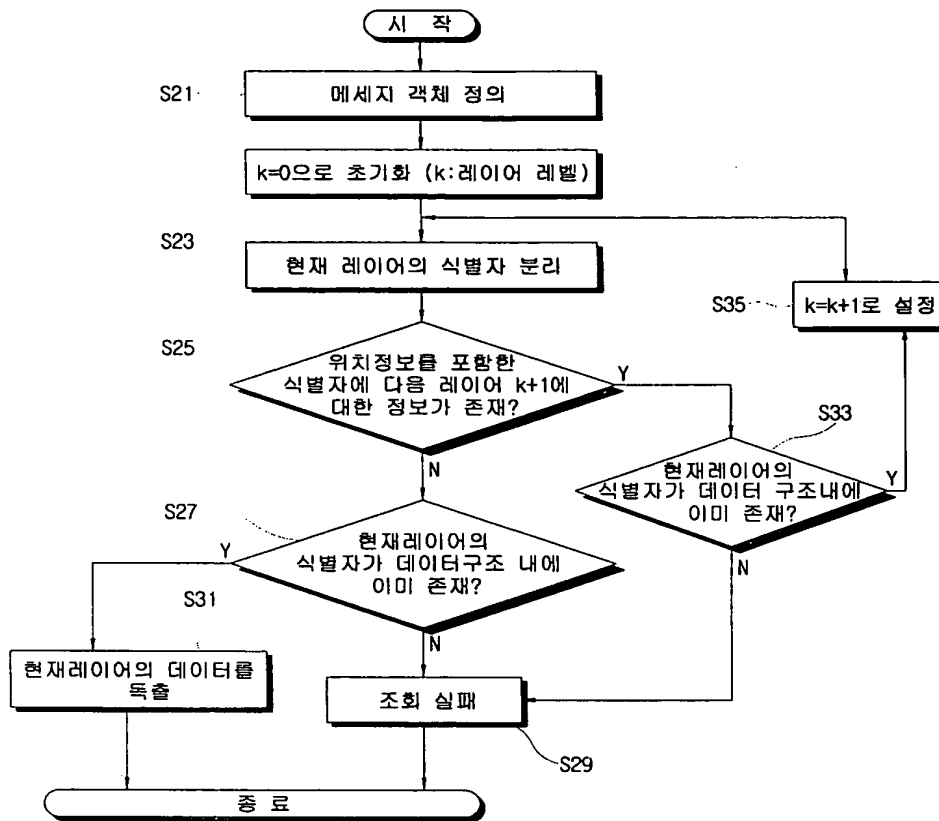 시 작
S21
메세지 객체 정의
k=0으로 초기화 (k:레이어 레벨)
S23
현재 레이어의 식별자 분리
S35
k=k+1로 설정
S25
위치정보를 포함한
식별자에 다음 레이어 k+1에
대한 정보가 존재?
Y
N
S33
현재레이어의
식별자가 데이터 구조내에
이미 존재?
Y
N
S27
현재레이어의
식별자가 데이터구조 내에
이미 존재?
Y
N
S31
현재레이어의 데이터를
독출
조회 실패
S29
종 료